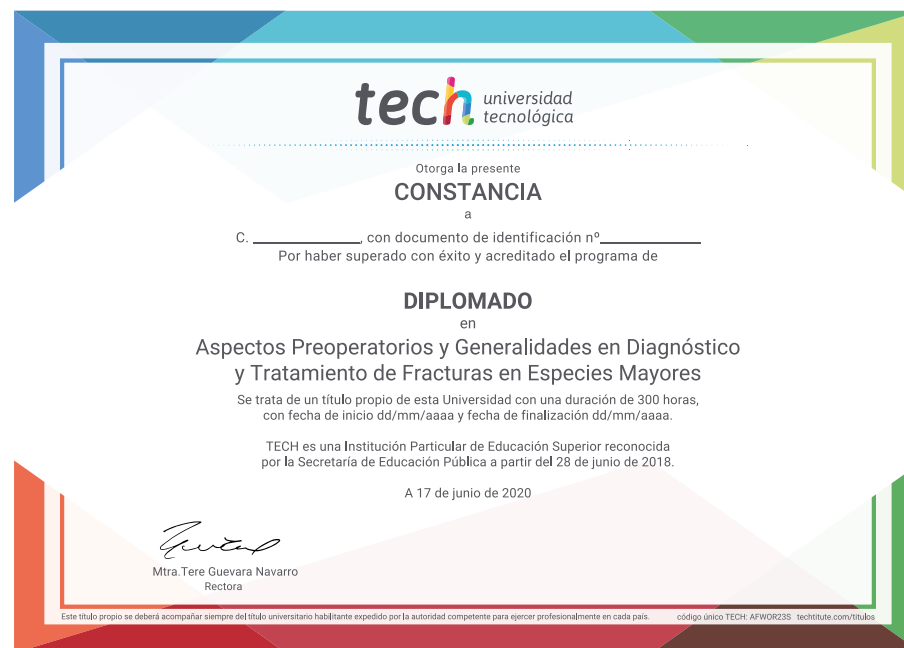 tech universidad
tecnológica
Otorga la presente
CONSTANCIA
a
C. ____________, con documento de identificación nº____________
Por haber superado con éxito y acreditado el programa de
DIPLOMADO
en
Aspectos Preoperatorios y Generalidades en Diagnóstico
y Tratamiento de Fracturas en Especies Mayores
Se trata de un título propio de esta Universidad con una duración de 300 horas,
con fecha de inicio dd/mm/aaaa y fecha de finalización dd/mm/aaaa.
TECH es una Institución Particular de Educación Superior reconocida
por la Secretaría de Educación Pública a partir del 28 de junio de 2018.
A 17 de junio de 2020
Mtra.Tere Guevara Navarro
Rectora
Este título propio se deberá acompañar siempre del título universitario habilitante expedido por la autoridad competente para ejercer profesionalmente en cada país. código único TECH: AFWOR23S techtitute.com/titulos